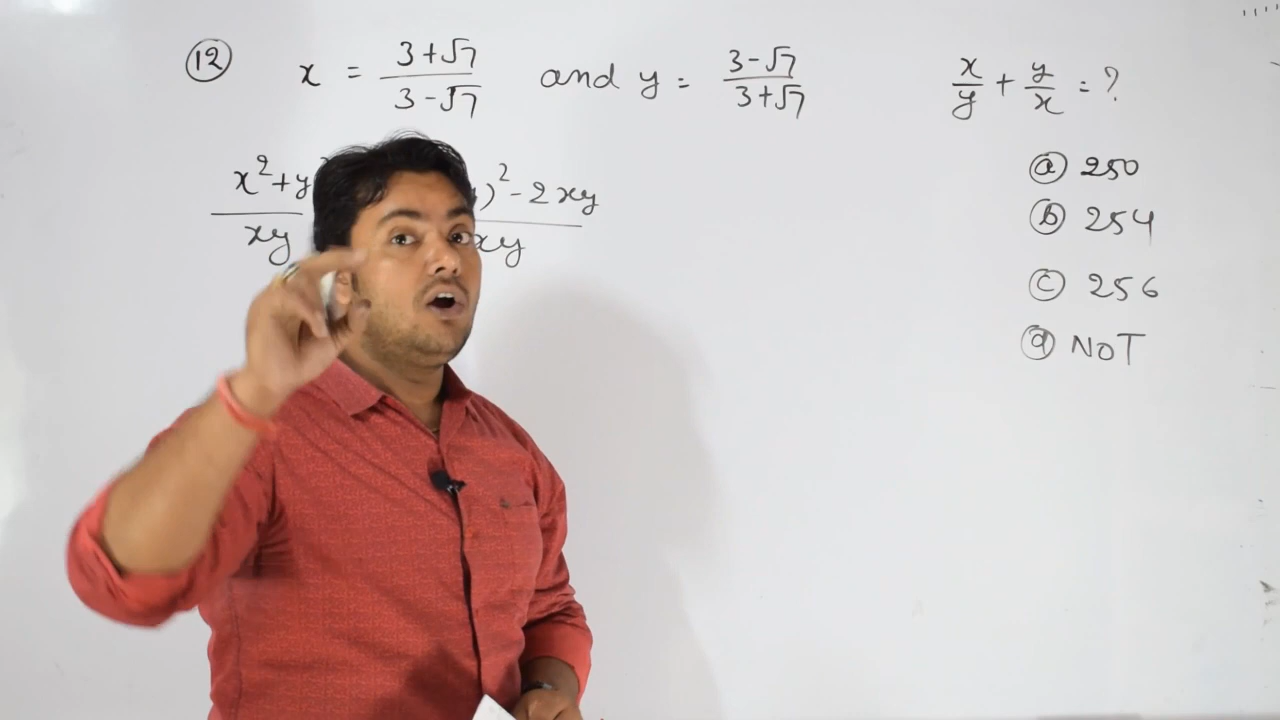 12 x = (3+√7)/(3-√7) and y = (3-√7)/(3+√7) x/y + y/x = ?
(x²+y)/(xy) )²-2xy/xy
a 250
b 254
c 256
d NOT